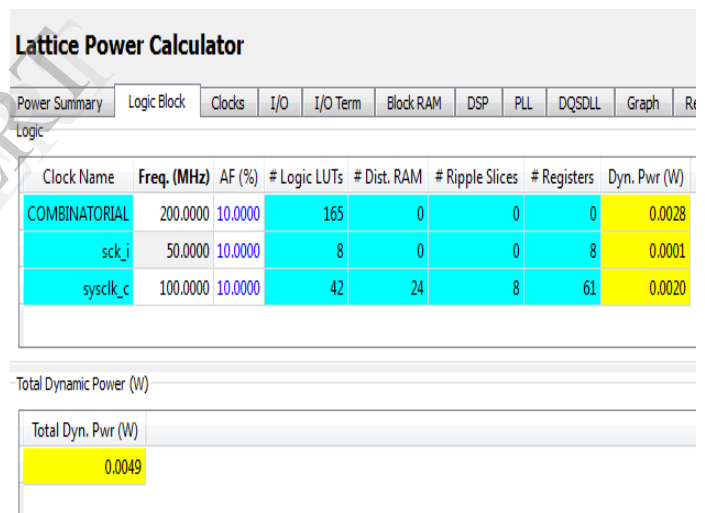 Lattice Power Calculator
Power Summary Logic Block Clocks I/O I/O Term Block RAM DSP PLL DQSDLL Graph Re
Logic
Clock Name Freq. (MHz) AF (%) # Logic LUTs # Dist. RAM # Ripple Slices # Registers Dyn. Pwr (W)
COMBINATORIAL 200.0000 10.0000 165 0 0 0 0.0028
sck_i 50.0000 10.0000 8 0 0 8 0.0001
sysclk_c 100.0000 10.0000 42 24 8 61 0.0020
Total Dynamic Power (W)
Total Dyn. Pwr (W)
0.0049